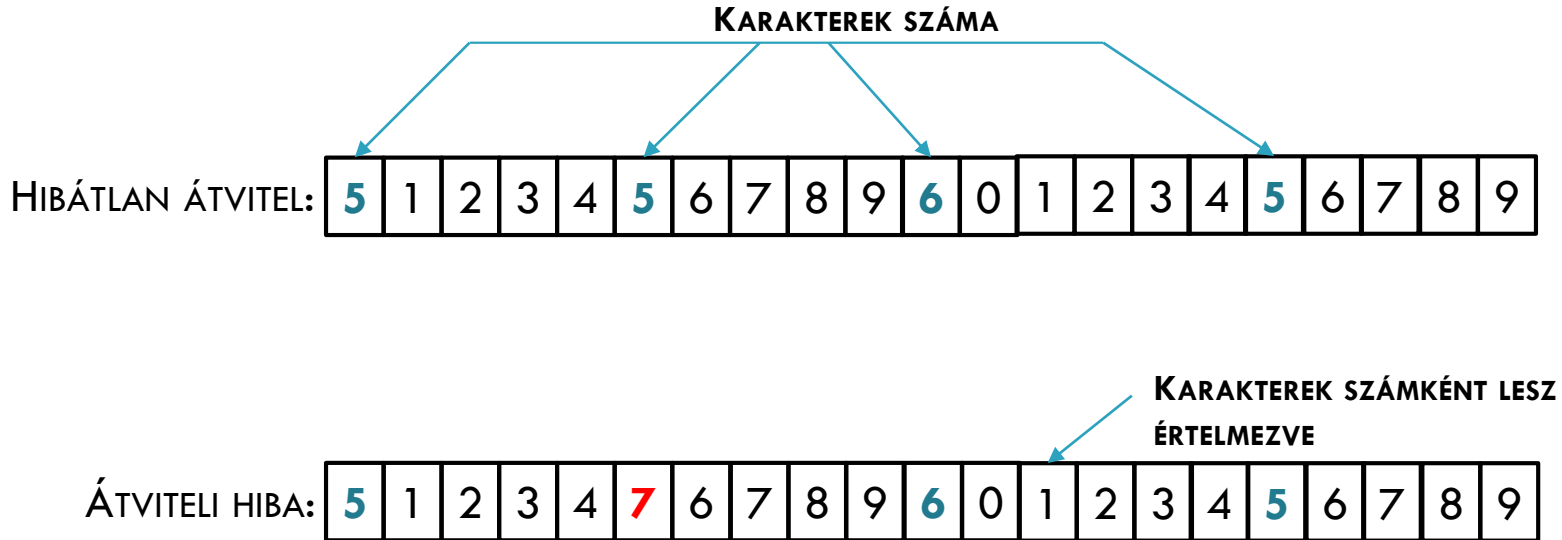 Karakterek száma
Hibátlan átvitel: 5 1 2 3 4 5 6 7 8 9 6 0 1 2 3 4 5 6 7 8 9
Karakterek számként lesz
értelmezve
Átviteli hiba: 5 1 2 3 4 7 6 7 8 9 6 0 1 2 3 4 5 6 7 8 9